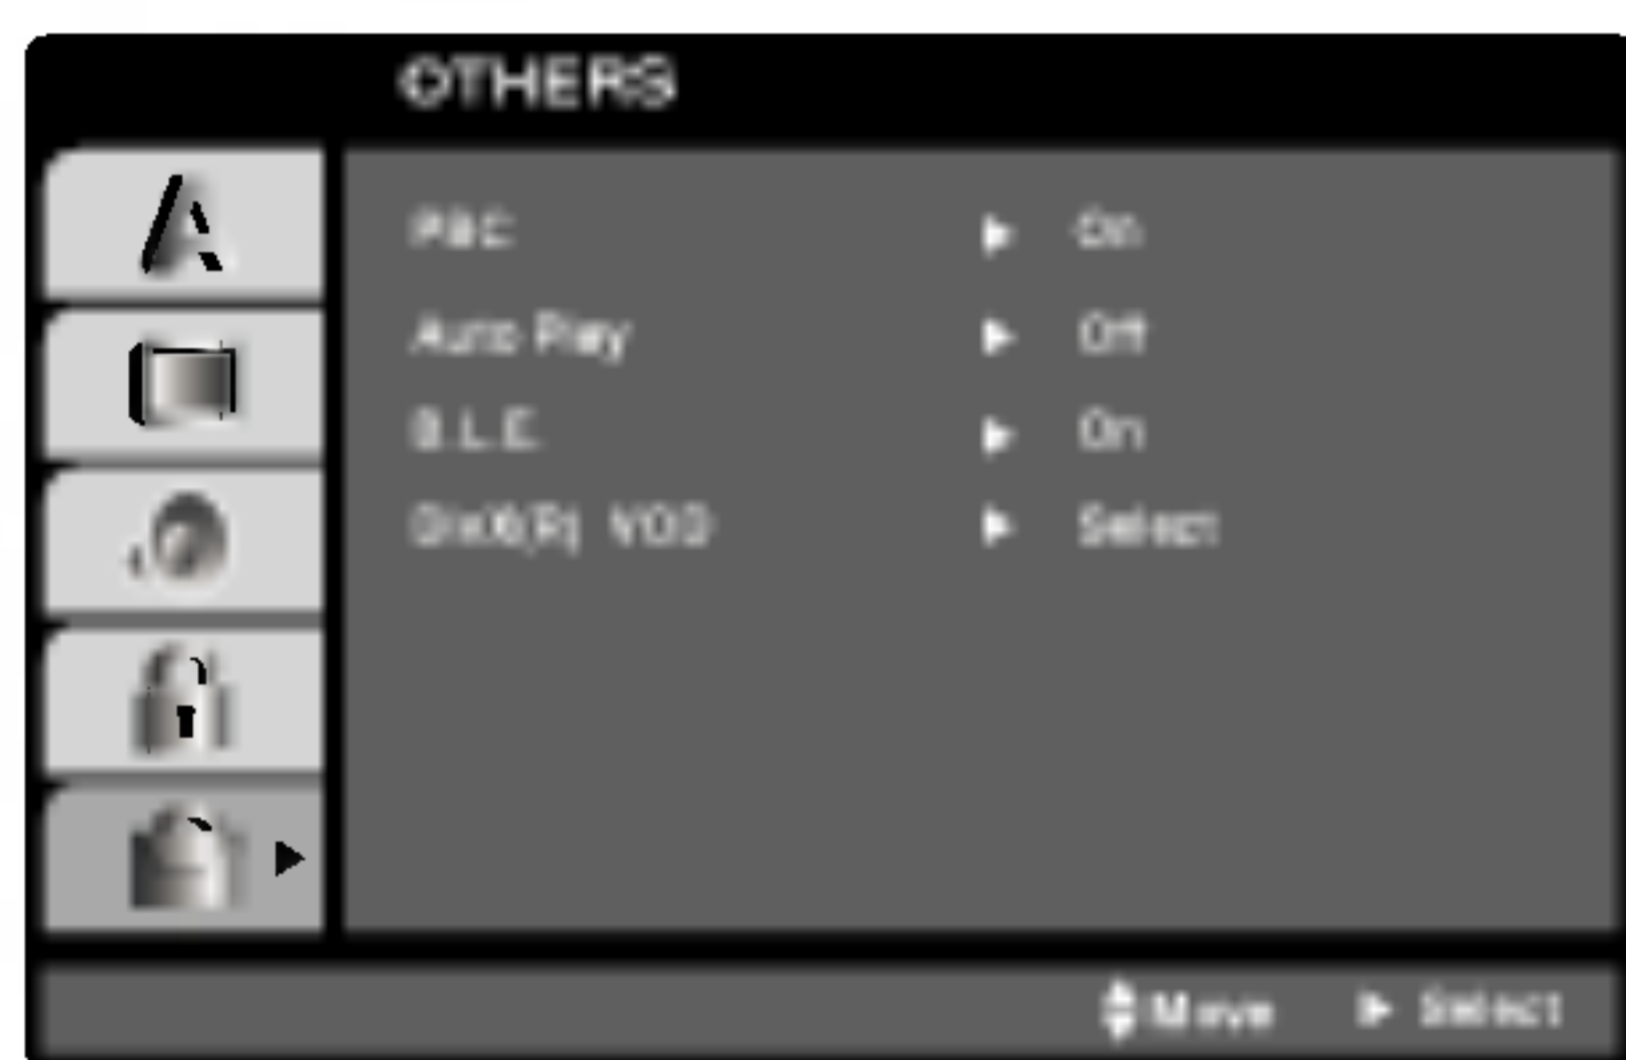 OTHERS
PBC ► On
Auto Play ► Off
B.L.E. ► On
DivX(R) VOD ► Select
Move ► Select